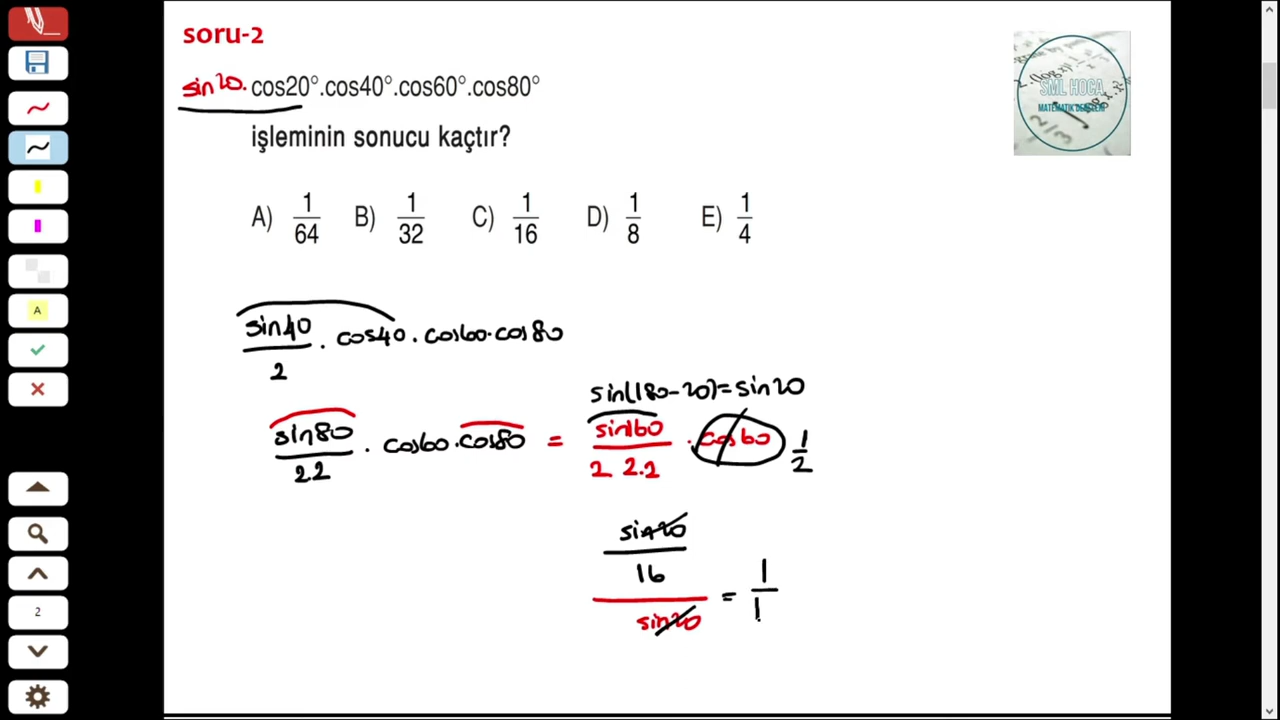 soru-2
sin20. cos20°.cos40°.cos60°.cos80°
işleminin sonucu kaçtır?
A) 1/64 B) 1/32 C) 1/16 D) 1/8 E) 1/4
sin40/2 . cos40 . cos60. cos80
sin(180-20)=sin20
sin80/2.2 . cos60 . cos80 = sin160/2 2.2 . cos60 1/2
sin20/16
/sin20 = 1/1
SML HOCA
A
2